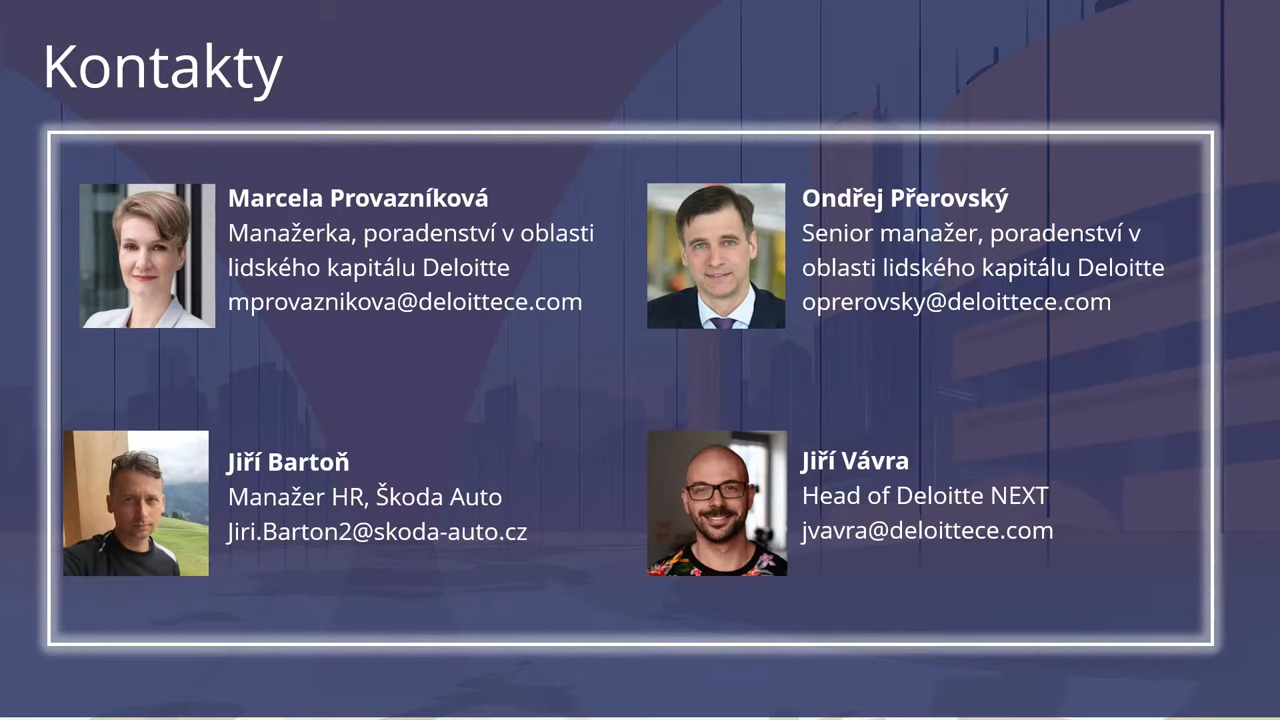 Kontakty
Marcela Provazníková
Manažerka, poradenství v oblasti
lidského kapitálu Deloitte
mprovaznikova@deloittece.com
Ondřej Přerovský
Senior manažer, poradenství v
oblasti lidského kapitálu Deloitte
oprerovsky@deloittece.com
Jiří Bartoň
Manažer HR, Škoda Auto
Jiri.Barton2@skoda-auto.cz
Jiří Vávra
Head of Deloitte NEXT
jvavra@deloittece.com